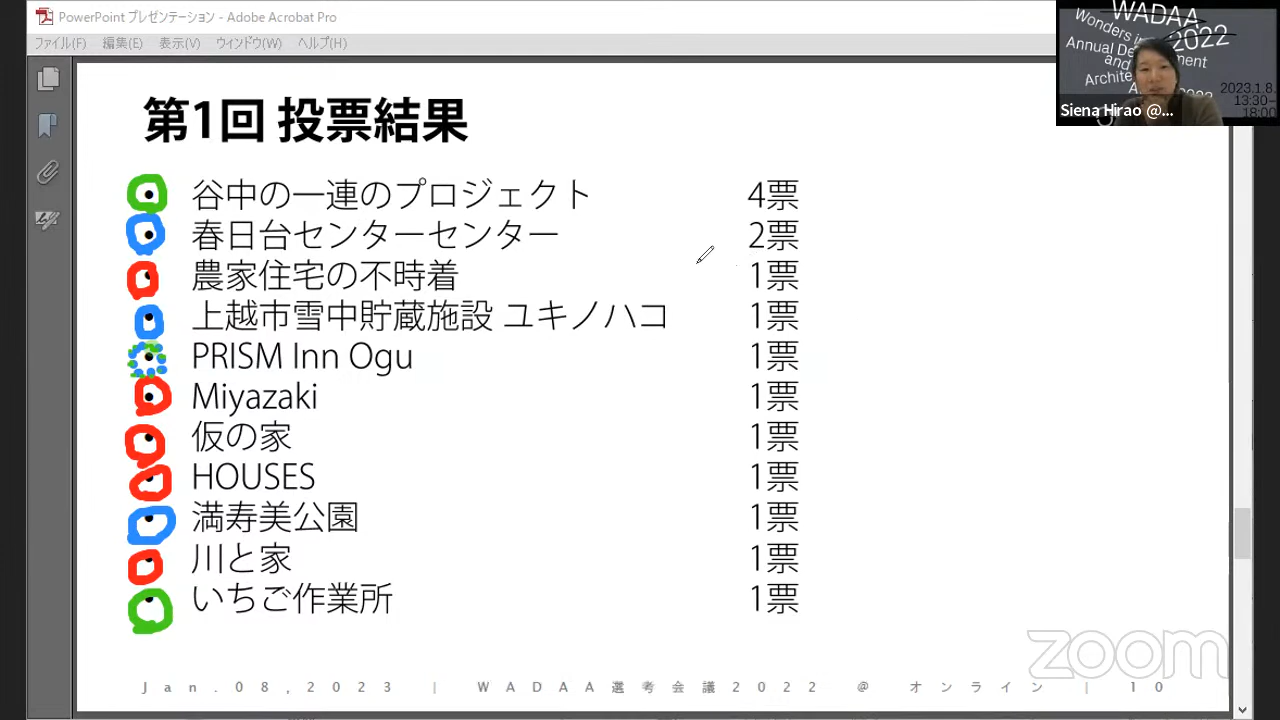 PowerPoint プレゼンテーション - Adobe Acrobat Pro
ファイル(F) 編集(E) 表示(V) ウィンドウ(W) ヘルプ(H)
WADAA
Wonders in 2022
Annual De ment
and
Archite
2023.1.8.
13:30–
18:00
Siena Hirao @...
第1回 投票結果
• 谷中の一連のプロジェクト 4票
• 春日台センターセンター 2票
• 農家住宅の不時着 1票
• 上越市雪中貯蔵施設 ユキノハコ 1票
• PRISM Inn Ogu 1票
• Miyazaki 1票
• 仮の家 1票
• HOUSES 1票
• 満寿美公園 1票
• 川と家 1票
• いちご作業所 1票
zoom
Jan.08,2023 | WADAA選考会議2022 @ オンライン | 10